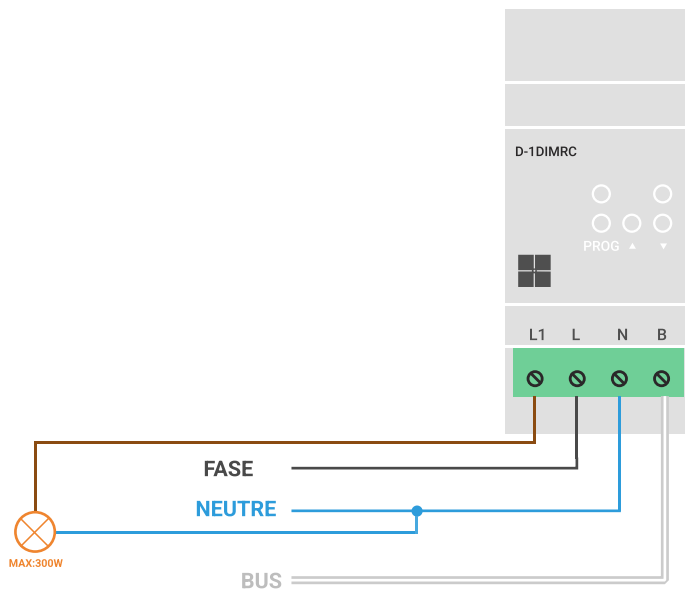 D-1DIMRC
PROG ▲ ▼
L1 L N B
FASE
NEUTRE
MAX:300W
BUS